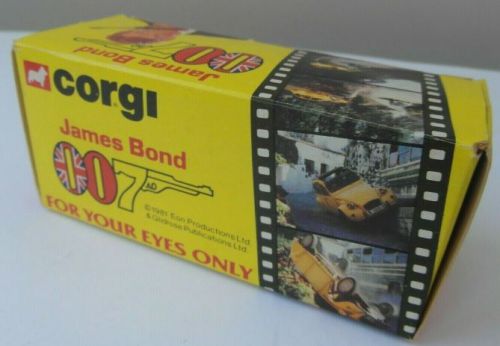 James Bond
007
CORGI
James Bond
007
©1981 Eon Productions Ltd.
& Glidrose Publications Ltd.
FOR YOUR EYES ONLY